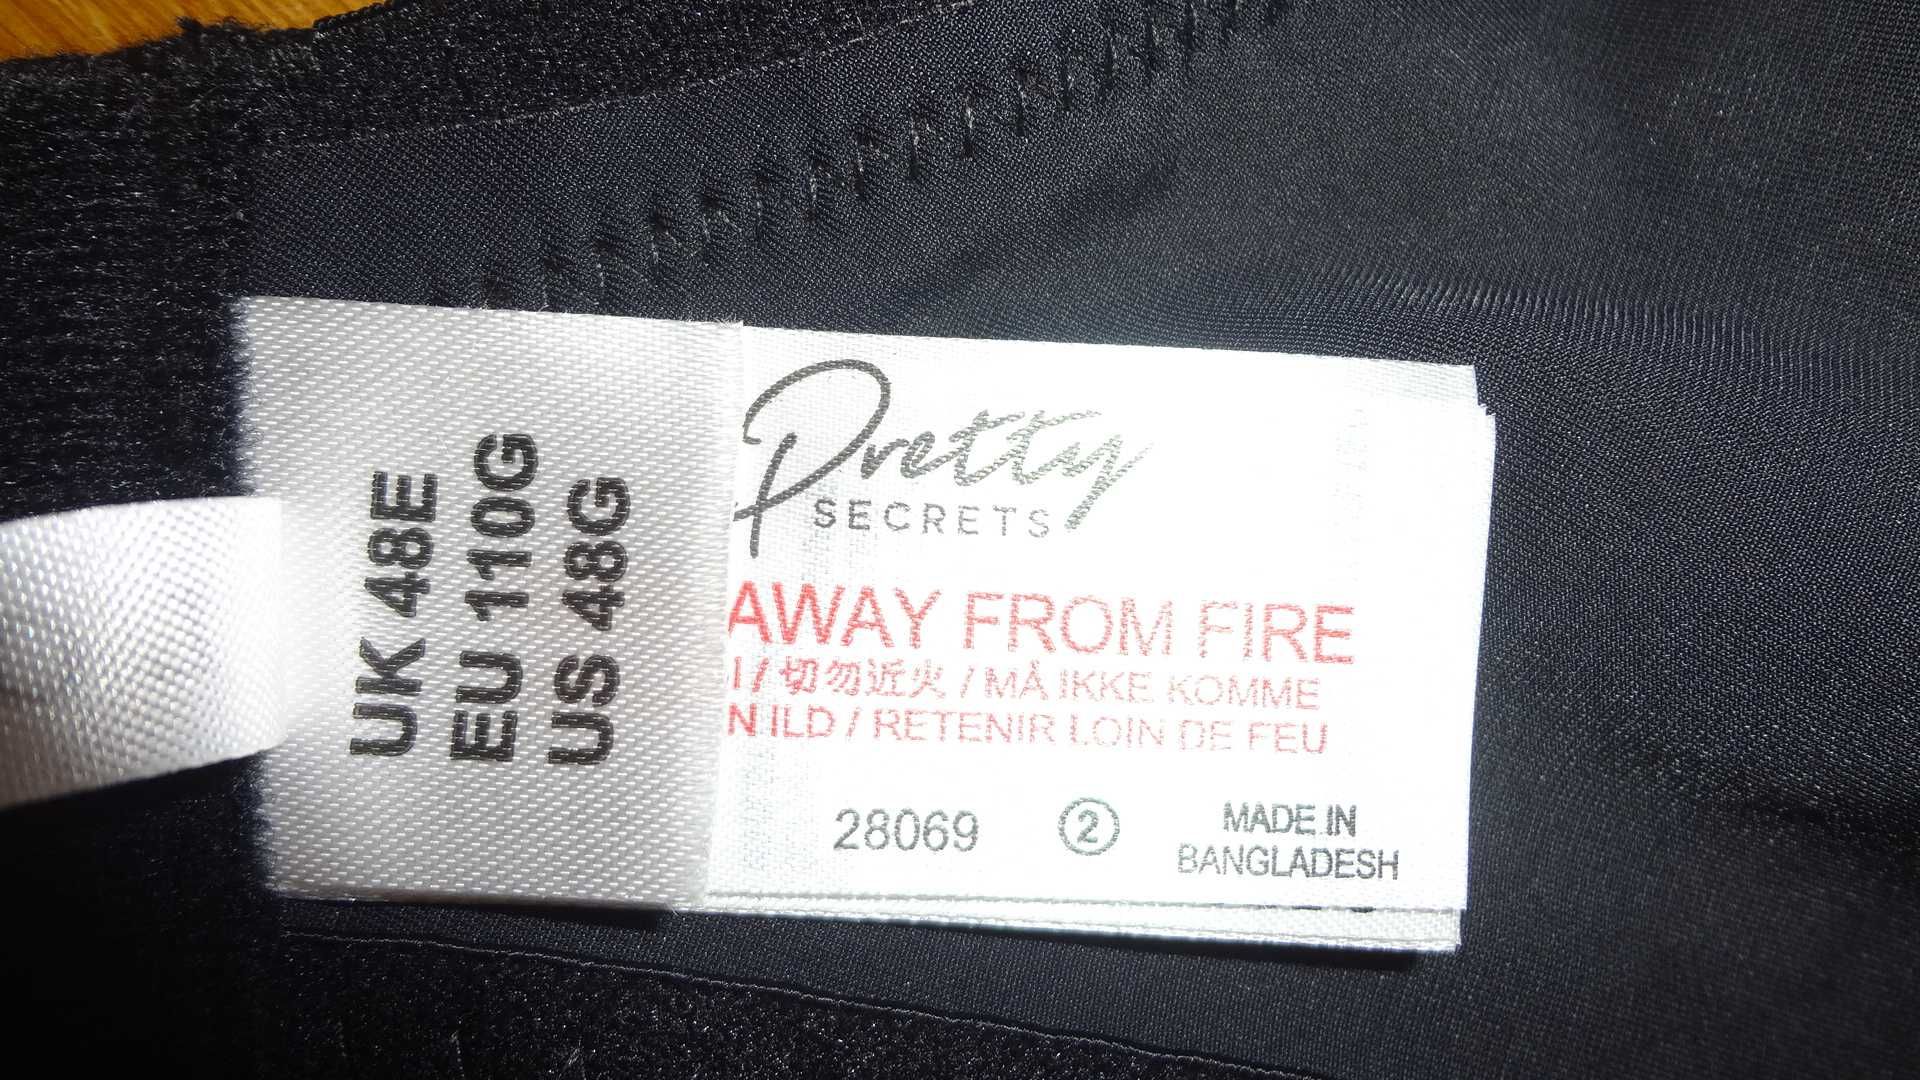 UK 48E
EU 110G
US 48G
Pretty
SECRETS
AWAY FROM FIRE
/ 切勿近火 / MÅ IKKE KOMME
N ILD / RETENIR LOIN DE FEU
28069
2
MADE IN
BANGLADESH